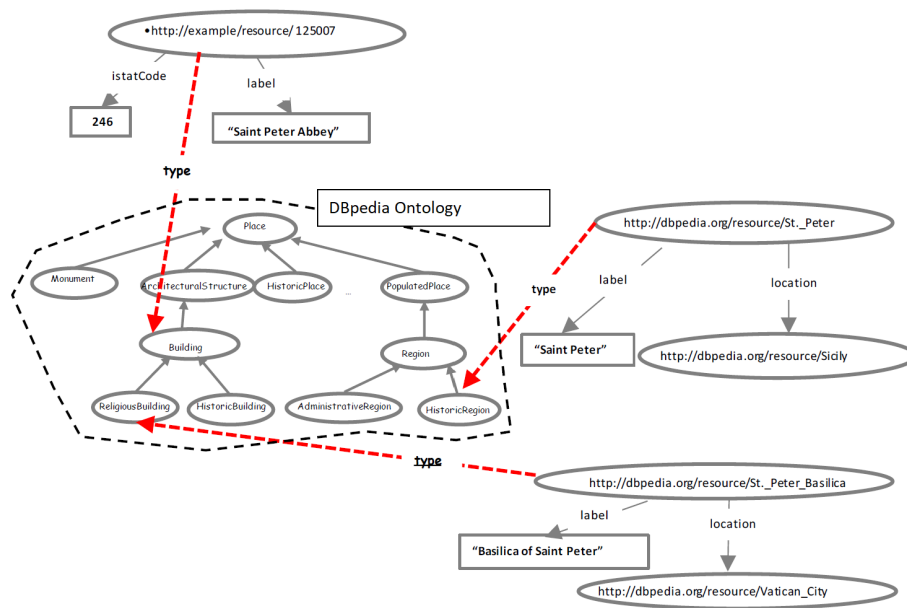 •http://example/resource/ 125007
istatCode
label
246
“Saint Peter Abbey”
type
DBpedia Ontology
Place
Monument
ArchitecturalStructure
HistoricPlace
...
PopulatedPlace
Building
Region
ReligiousBuilding
HistoricBuilding
AdministrativeRegion
HistoricRegion
http://dbpedia.org/resource/St._Peter
type
label
location
“Saint Peter”
http://dbpedia.org/resource/Sicily
type
http://dbpedia.org/resource/St._Peter_Basilica
label
location
“Basilica of Saint Peter”
http://dbpedia.org/resource/Vatican_City